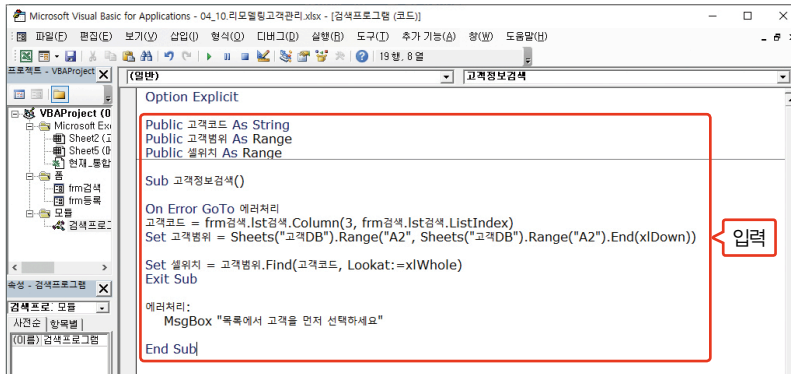 Microsoft Visual Basic for Applications - 04_10.리모델링고객관리.xlsx - [검색프로그램 (코드)]
파일(F) 편집(E) 보기(V) 삽입(I) 형식(O) 디버그(D) 실행(R) 도구(T) 추가 기능(A) 창(W) 도움말(H)
19행, 8열
프로젝트 - VBAProject
(일반) 고객정보검색
VBAProject (0
Microsoft Exc
Sheet2 (고
Sheet5 (마
현재_통합
폼
frm검색
frm등록
모듈
검색프로그
속성 - 검색프로그램
검색프로: 모듈
사전순 항목별
(이름) 검색프로그램
Option Explicit
Public 고객코드 As String
Public 고객범위 As Range
Public 셀위치 As Range
Sub 고객정보검색()
On Error GoTo 에러처리
고객코드 = frm검색.lst검색.Column(3, frm검색.lst검색.ListIndex)
Set 고객범위 = Sheets("고객DB").Range("A2", Sheets("고객DB").Range("A2").End(xlDown))
Set 셀위치 = 고객범위.Find(고객코드, Lookat:=xlWhole)
Exit Sub
에러처리:
MsgBox "목록에서 고객을 먼저 선택하세요"
End Sub
입력